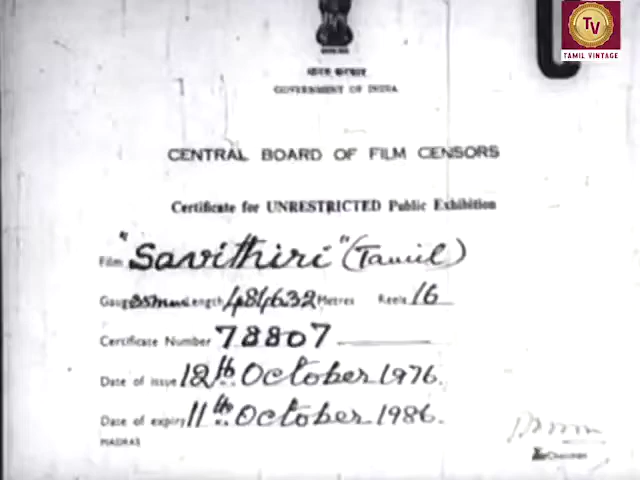 TV
TAMIL VINTAGE
भारत सरकार
GOVERNMENT OF INDIA
CENTRAL BOARD OF FILM CENSORS
Certificate for UNRESTRICTED Public Exhibition
Film "Savithiri" (Tamil)
Gauge 35mm Length 4846.32 Metres Reels 16
Certificate Number 78807
Date of issue 12th October 1976.
Date of expiry 11th October 1986.
MADRAS
Chairman